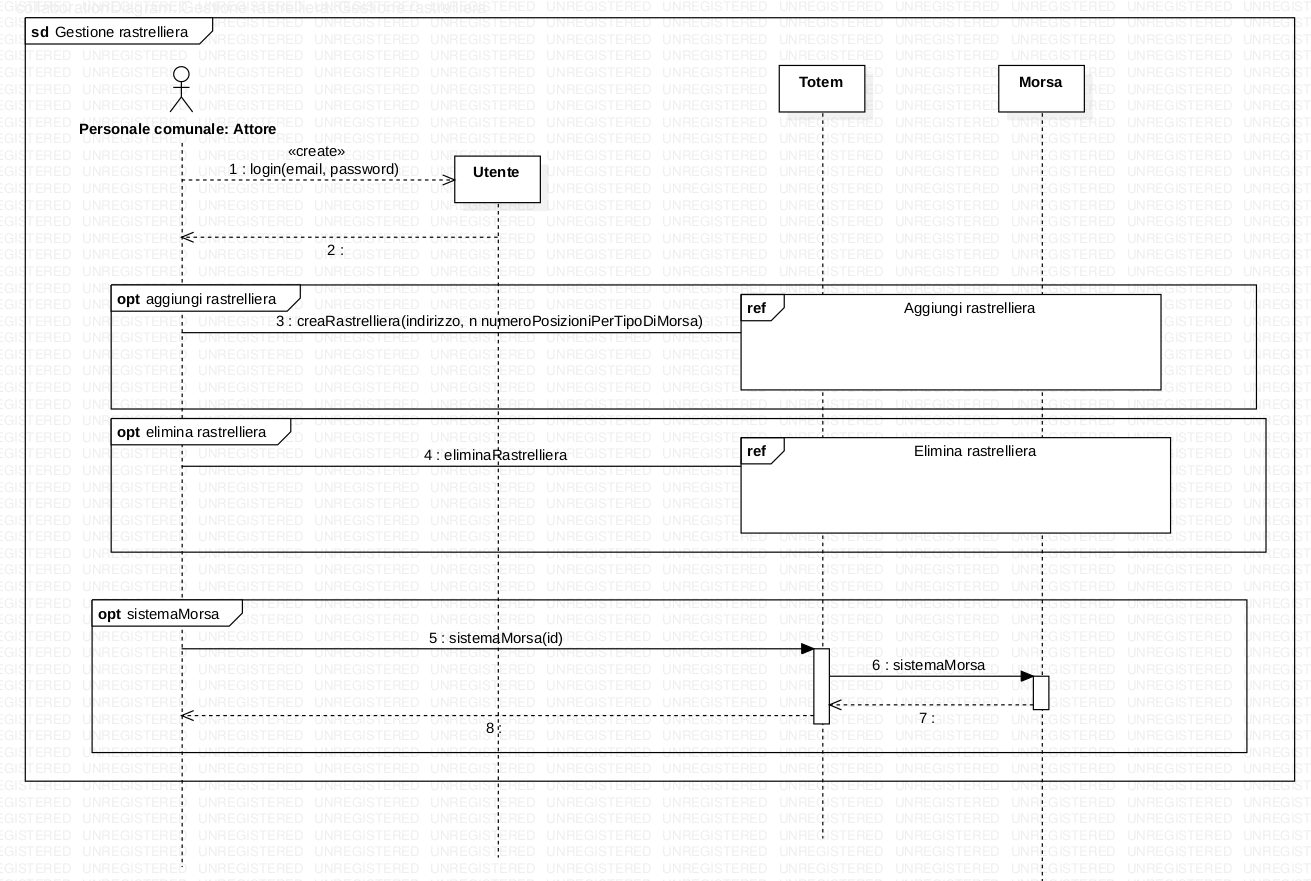 sd Gestione rastrelliera
Personale comunale: Attore
Totem
Morsa
«create»
1 : login(email, password)
Utente
2 :
opt aggiungi rastrelliera
ref
Aggiungi rastrelliera
3 : creaRastrelliera(indirizzo, n numeroPosizioniPerTipoDiMorsa)
opt elimina rastrelliera
ref
Elimina rastrelliera
4 : eliminaRastrelliera
opt sistemaMorsa
5 : sistemaMorsa(id)
6 : sistemaMorsa
7 :
8 :
UNREGISTERED